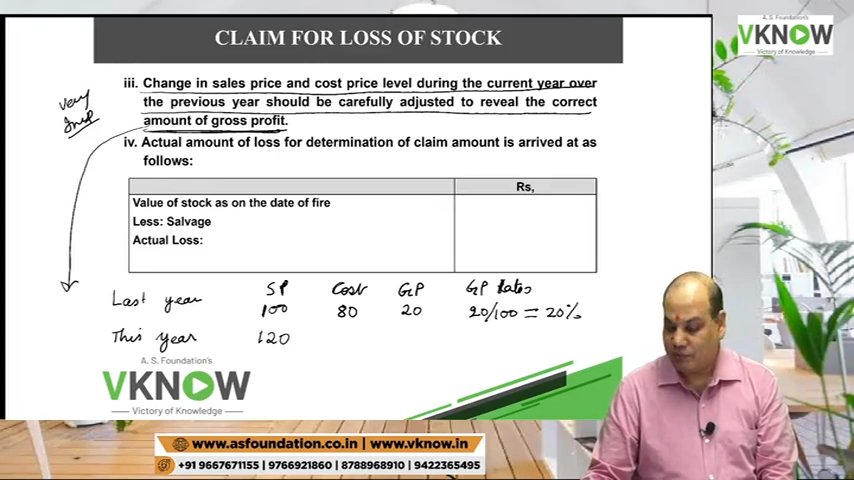 CLAIM FOR LOSS OF STOCK
A. S. Foundation's
VKNOW
Victory of Knowledge
very
Imp
iii. Change in sales price and cost price level during the current year over
the previous year should be carefully adjusted to reveal the correct
amount of gross profit.
iv. Actual amount of loss for determination of claim amount is arrived at as
follows:
Rs,
Value of stock as on the date of fire
Less: Salvage
Actual Loss:
SP Cost GP GP Rates
Last year 100 80 20 20/100 = 20%
This year 120
A. S. Foundation's
VKNOW
Victory of Knowledge
www.asfoundation.co.in | www.vknow.in
+91 9667671155 | 9766921860 | 8788968910 | 9422365495